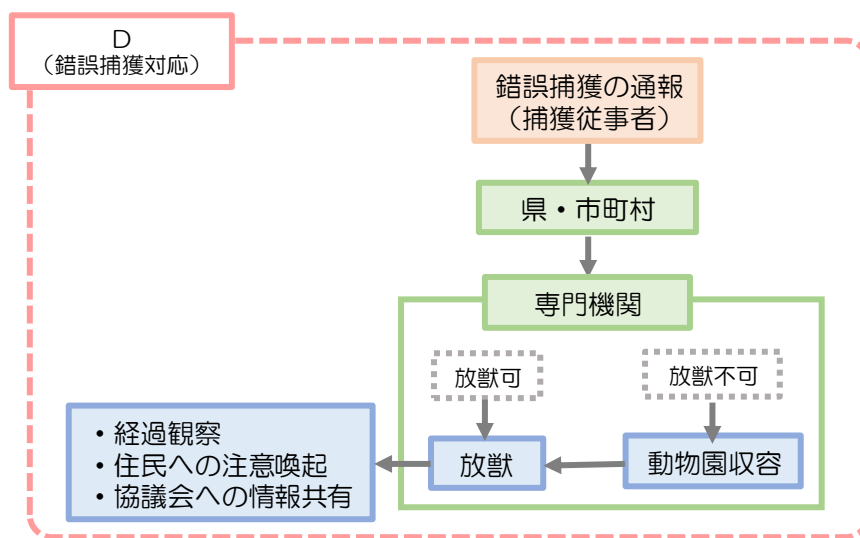 D
（錯誤捕獲対応）
錯誤捕獲の通報
（捕獲従事者）
県・市町村
専門機関
放獣可
放獣不可
・経過観察
・住民への注意喚起
・協議会への情報共有
放獣
動物園収容